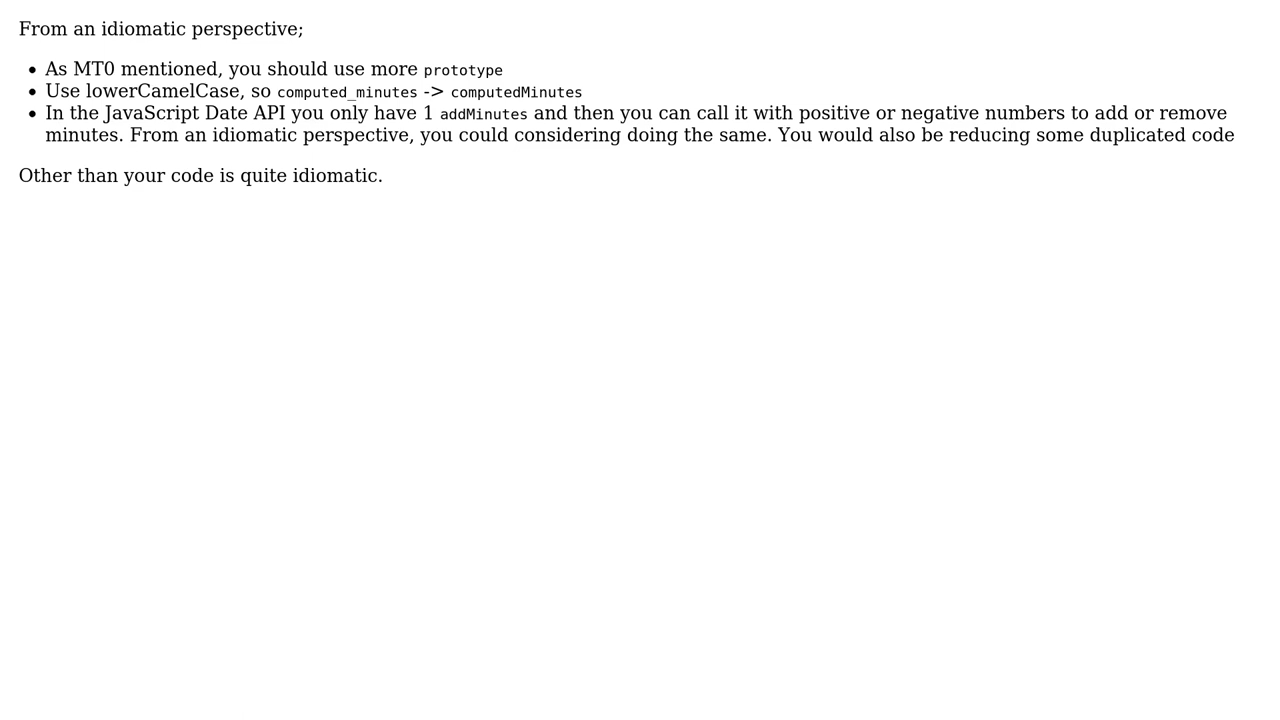 From an idiomatic perspective;
• As MT0 mentioned, you should use more prototype
• Use lowerCamelCase, so computed_minutes -> computedMinutes
• In the JavaScript Date API you only have 1 addMinutes and then you can call it with positive or negative numbers to add or remove
minutes. From an idiomatic perspective, you could considering doing the same. You would also be reducing some duplicated code
Other than your code is quite idiomatic.